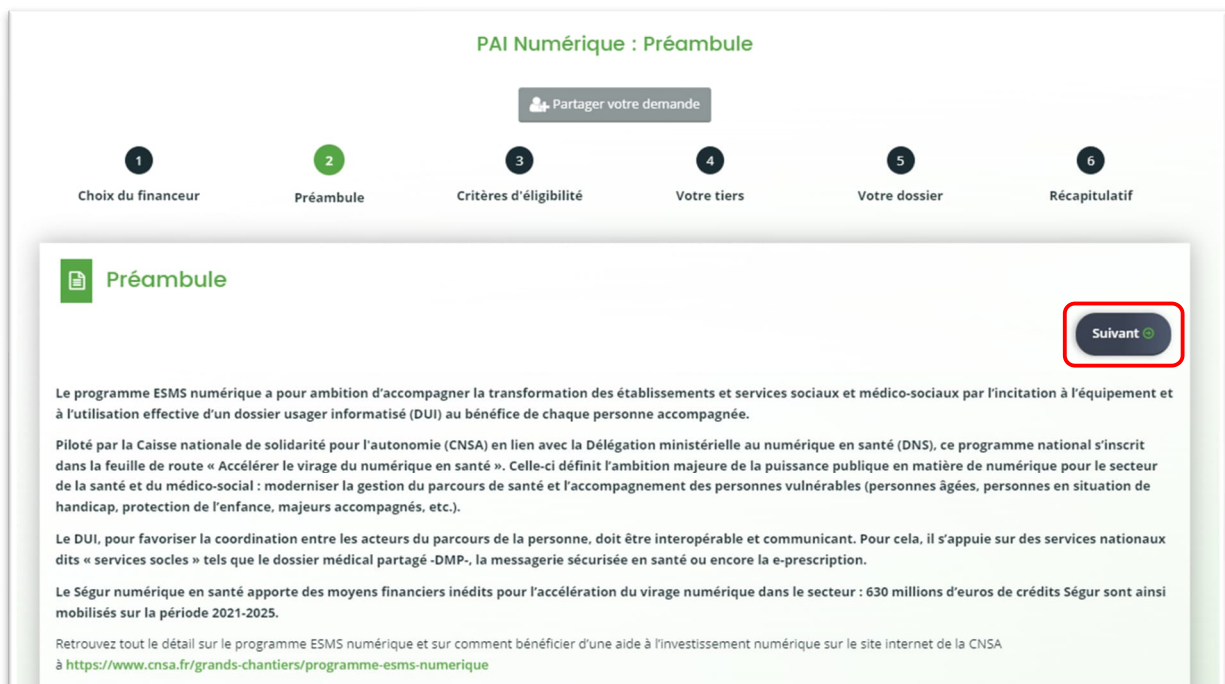 PAI Numérique : Préambule
Partager votre demande
1 2 3 4 5 6
Choix du financeur Préambule Critères d'éligibilité Votre tiers Votre dossier Récapitulatif
Préambule
Suivant
Le programme ESMS numérique a pour ambition d’accompagner la transformation des établissements et services sociaux et médico-sociaux par l’incitation à l’équipement et
à l’utilisation effective d’un dossier usager informatisé (DUI) au bénéfice de chaque personne accompagnée.
Piloté par la Caisse nationale de solidarité pour l'autonomie (CNSA) en lien avec la Délégation ministérielle au numérique en santé (DNS), ce programme national s’inscrit
dans la feuille de route « Accélérer le virage du numérique en santé ». Celle-ci définit l’ambition majeure de la puissance publique en matière de numérique pour le secteur
de la santé et du médico-social : moderniser la gestion du parcours de santé et l’accompagnement des personnes vulnérables (personnes âgées, personnes en situation de
handicap, protection de l’enfance, majeurs accompagnés, etc.).
Le DUI, pour favoriser la coordination entre les acteurs du parcours de la personne, doit être interopérable et communicant. Pour cela, il s’appuie sur des services nationaux
dits « services socles » tels que le dossier médical partagé -DMP-, la messagerie sécurisée en santé ou encore la e-prescription.
Le Ségur numérique en santé apporte des moyens financiers inédits pour l’accélération du virage numérique dans le secteur : 630 millions d’euros de crédits Ségur sont ainsi
mobilisés sur la période 2021-2025.
Retrouvez tout le détail sur le programme ESMS numérique et sur comment bénéficier d’une aide à l’investissement numérique sur le site internet de la CNSA
à https://www.cnsa.fr/grands-chantiers/programme-esms-numerique